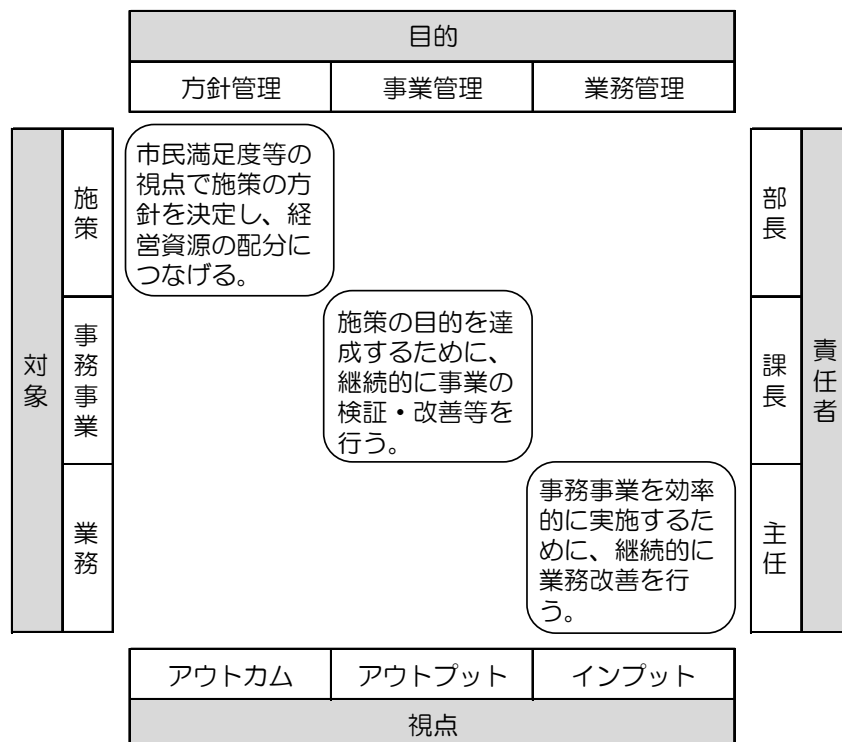 目的
方針管理 事業管理 業務管理
対象
施策
事務事業
業務
市民満足度等の
視点で施策の方
針を決定し、経
営資源の配分に
つなげる。
施策の目的を達
成するために、
継続的に事業の
検証・改善等を
行う。
事務事業を効率
的に実施するた
めに、継続的に
業務改善を行
う。
部長
課長
主任
責任者
アウトカム アウトプット インプット
視点